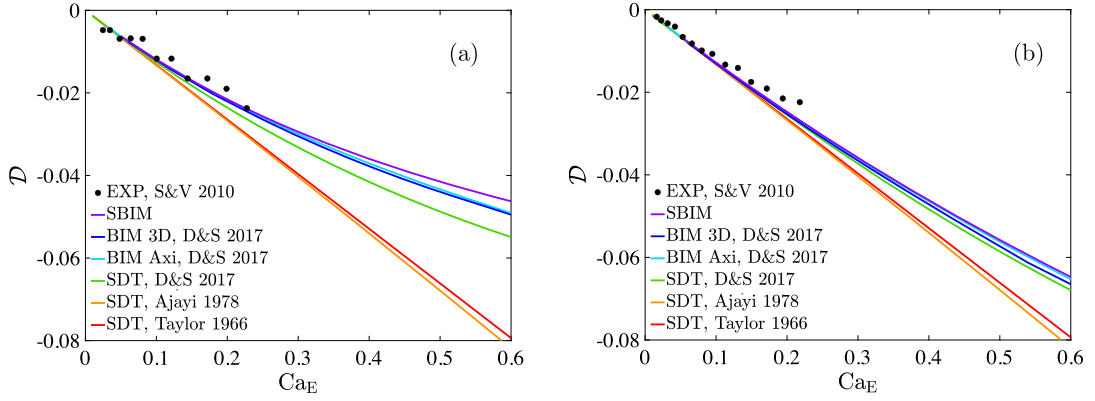 0
-0.02
-0.04
-0.06
-0.08
𝒟
(a)
EXP, S&V 2010
SBIM
BIM 3D, D&S 2017
BIM Axi, D&S 2017
SDT, D&S 2017
SDT, Ajayi 1978
SDT, Taylor 1966
0 0.1 0.2 0.3 0.4 0.5 0.6
Ca_E
0
-0.02
-0.04
-0.06
-0.08
𝒟
(b)
EXP, S&V 2010
SBIM
BIM 3D, D&S 2017
BIM Axi, D&S 2017
SDT, D&S 2017
SDT, Ajayi 1978
SDT, Taylor 1966
0 0.1 0.2 0.3 0.4 0.5 0.6
Ca_E